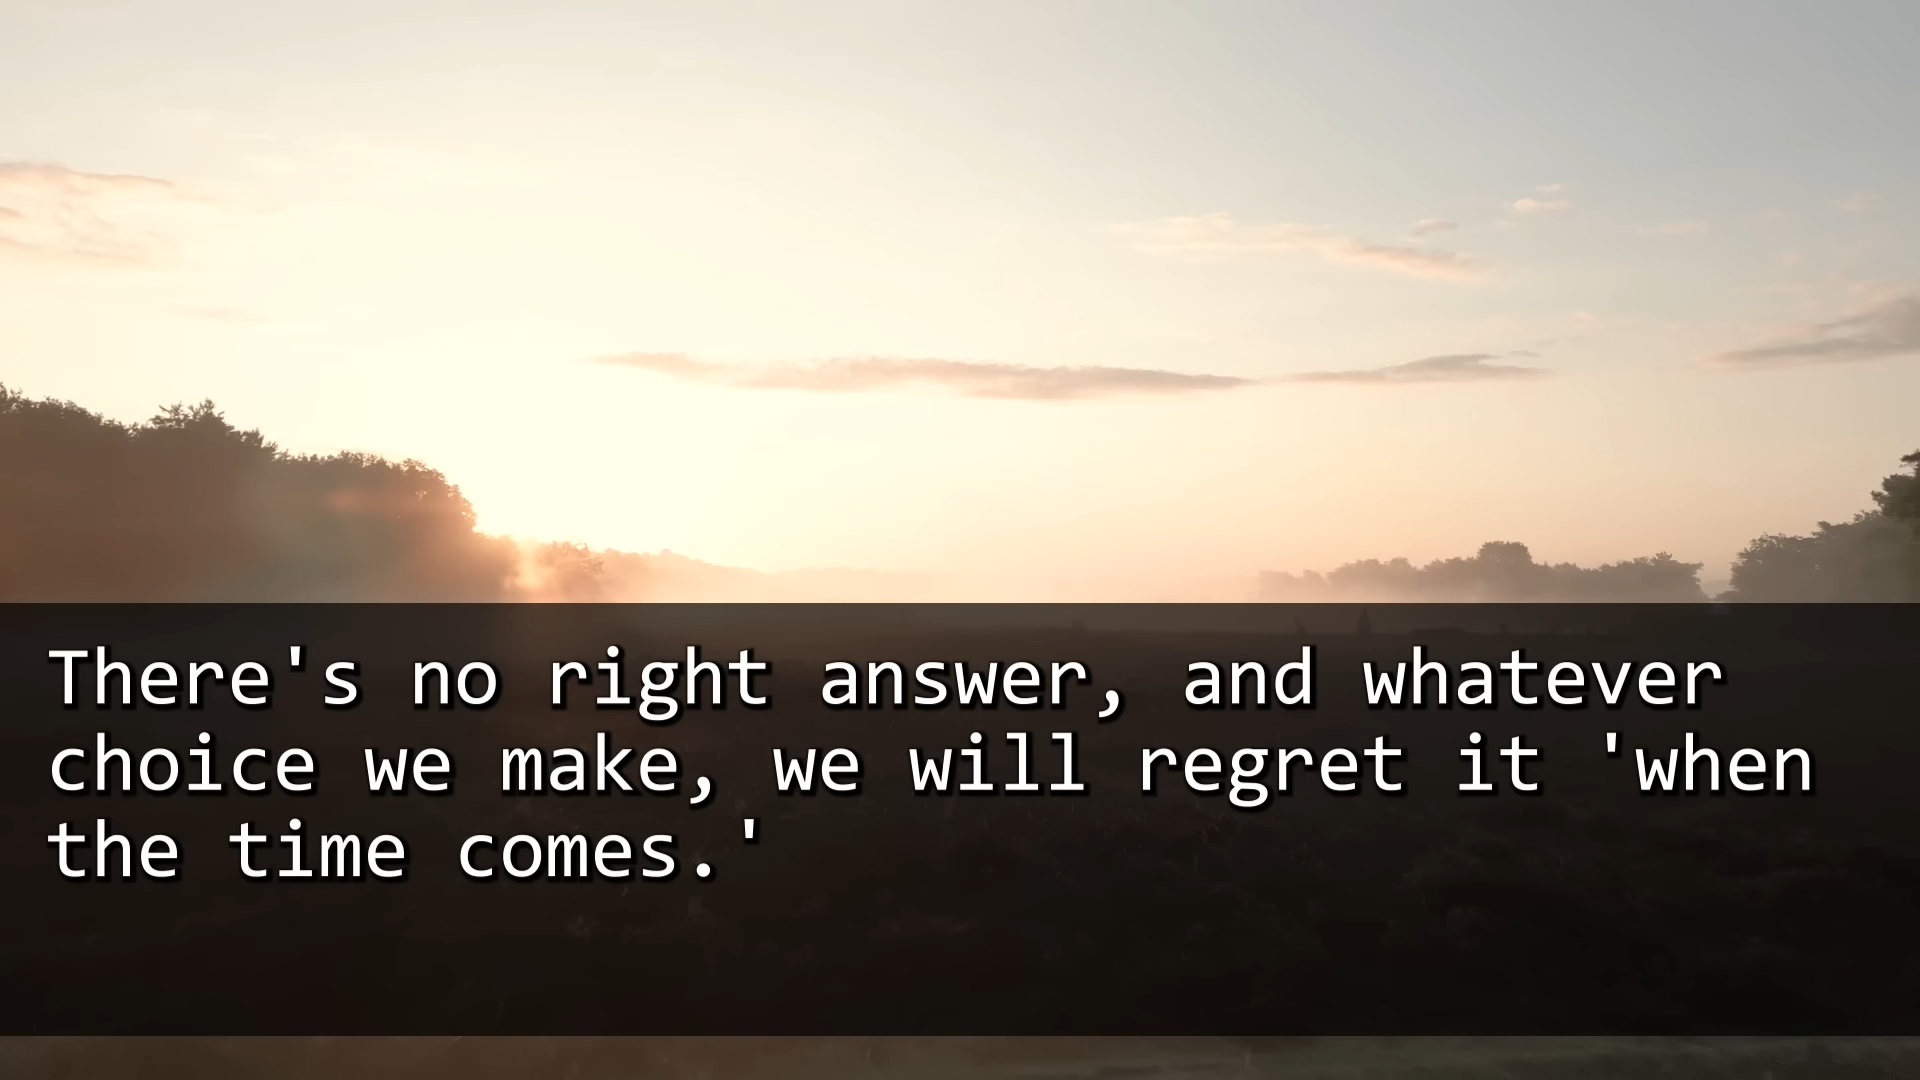 There's no right answer, and whatever
choice we make, we will regret it 'when
the time comes.'